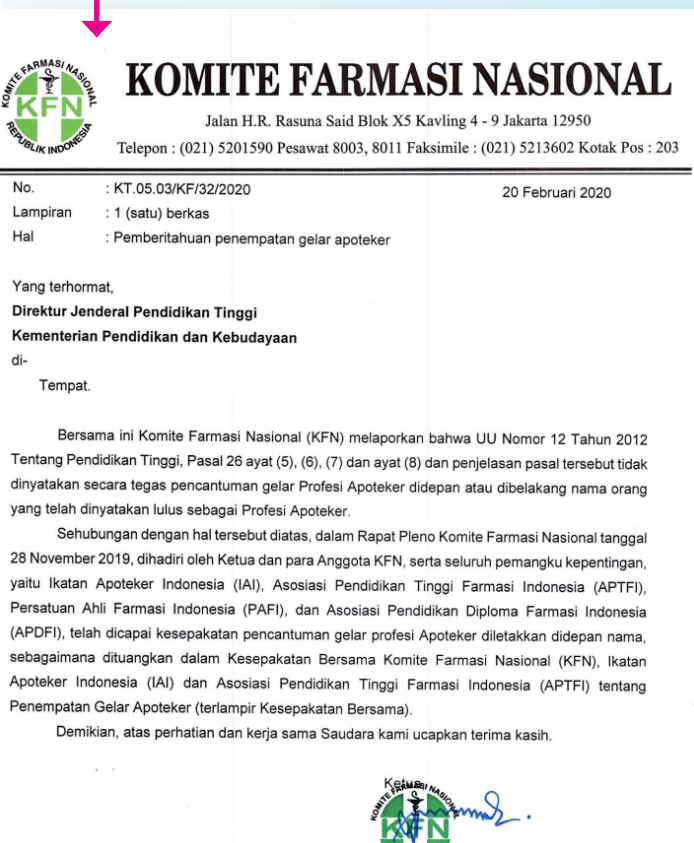 KOMITE FARMASI NASIONAL
REPUBLIK INDONESIA
KFN
KOMITE FARMASI NASIONAL
Jalan H.R. Rasuna Said Blok X5 Kavling 4 - 9 Jakarta 12950
Telepon : (021) 5201590 Pesawat 8003, 8011 Faksimile : (021) 5213602 Kotak Pos : 203
No. : KT.05.03/KF/32/2020 20 Februari 2020
Lampiran : 1 (satu) berkas
Hal : Pemberitahuan penempatan gelar apoteker
Yang terhormat,
Direktur Jenderal Pendidikan Tinggi
Kementerian Pendidikan dan Kebudayaan
di-
Tempat.
Bersama ini Komite Farmasi Nasional (KFN) melaporkan bahwa UU Nomor 12 Tahun 2012
Tentang Pendidikan Tinggi, Pasal 26 ayat (5), (6), (7) dan ayat (8) dan penjelasan pasal tersebut tidak
dinyatakan secara tegas pencantuman gelar Profesi Apoteker didepan atau dibelakang nama orang
yang telah dinyatakan lulus sebagai Profesi Apoteker.
Sehubungan dengan hal tersebut diatas, dalam Rapat Pleno Komite Farmasi Nasional tanggal
28 November 2019, dihadiri oleh Ketua dan para Anggota KFN, serta seluruh pemangku kepentingan,
yaitu Ikatan Apoteker Indonesia (IAI), Asosiasi Pendidikan Tinggi Farmasi Indonesia (APTFI),
Persatuan Ahli Farmasi Indonesia (PAFI), dan Asosiasi Pendidikan Diploma Farmasi Indonesia
(APDFI), telah dicapai kesepakatan pencantuman gelar profesi Apoteker diletakkan didepan nama,
sebagaimana dituangkan dalam Kesepakatan Bersama Komite Farmasi Nasional (KFN), Ikatan
Apoteker Indonesia (IAI) dan Asosiasi Pendidikan Tinggi Farmasi Indonesia (APTFI) tentang
Penempatan Gelar Apoteker (terlampir Kesepakatan Bersama).
Demikian, atas perhatian dan kerja sama Saudara kami ucapkan terima kasih.
Ketua
KOMITE FARMASI NASIONAL
KFN